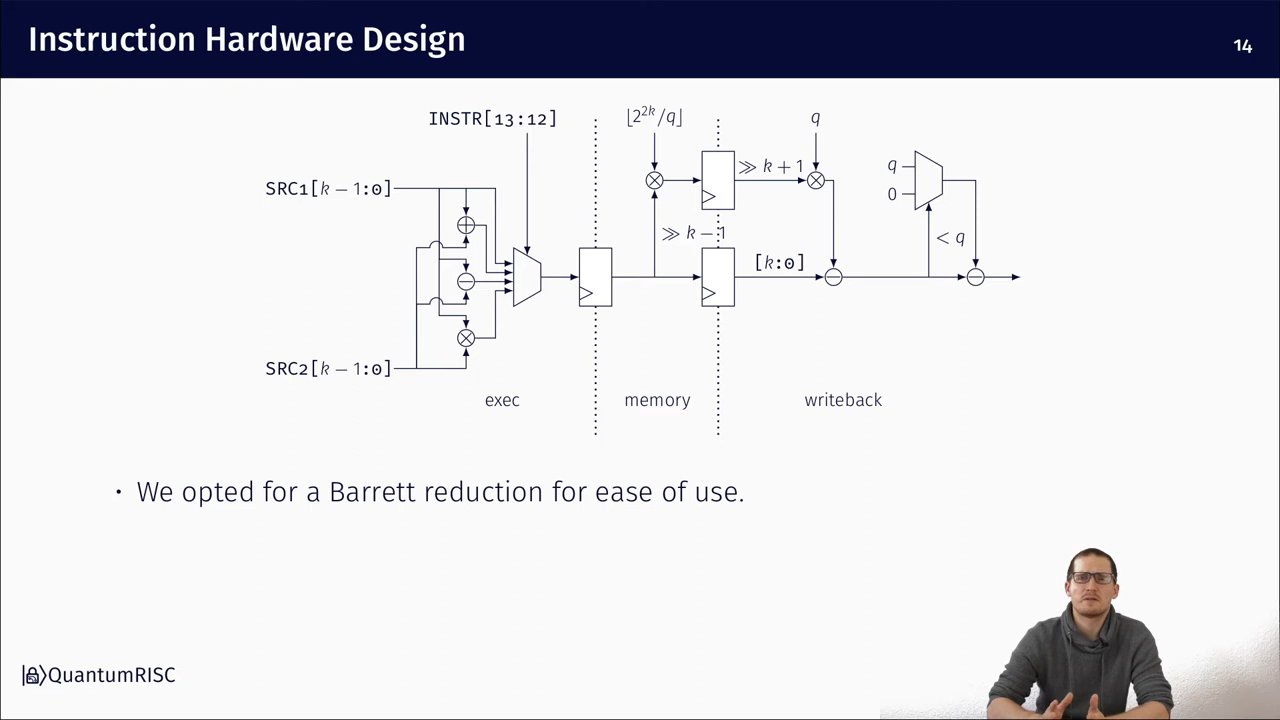 Instruction Hardware Design
14
INSTR[13:12]
⌊2^{2k}/q⌋
q
≫ k + 1
q
0
SRC1[k − 1:0]
≫ k − 1
< q
[k:0]
SRC2[k − 1:0]
exec
memory
writeback
• We opted for a Barrett reduction for ease of use.
QuantumRISC